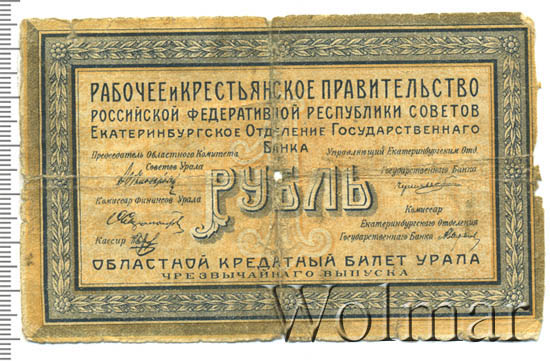 РАБОЧЕЕ и КРЕСТЬЯНСКОЕ ПРАВИТЕЛЬСТВО
РОССИЙСКОЙ ФЕДЕРАТИВНОЙ РЕСПУБЛИКИ СОВЕТОВ
ЕКАТЕРИНБУРГСКОЕ ОТДЕЛЕНИЕ ГОСУДАРСТВЕННАГО
БАНКА
Председатель Областного Комитета
Советов Урала
Управляющий Екатеринбургским Отд.
Государственнаго Банка
РУБЛЬ
Комиссар Финансов Урала
Комиссар
Екатеринбургскаго Отделения
Государственнаго Банка
Кассир
ОБЛАСТНОЙ КРЕДИТНЫЙ БИЛЕТ УРАЛА
ЧРЕЗВЫЧАЙНАГО ВЫПУСКА
Wolmar